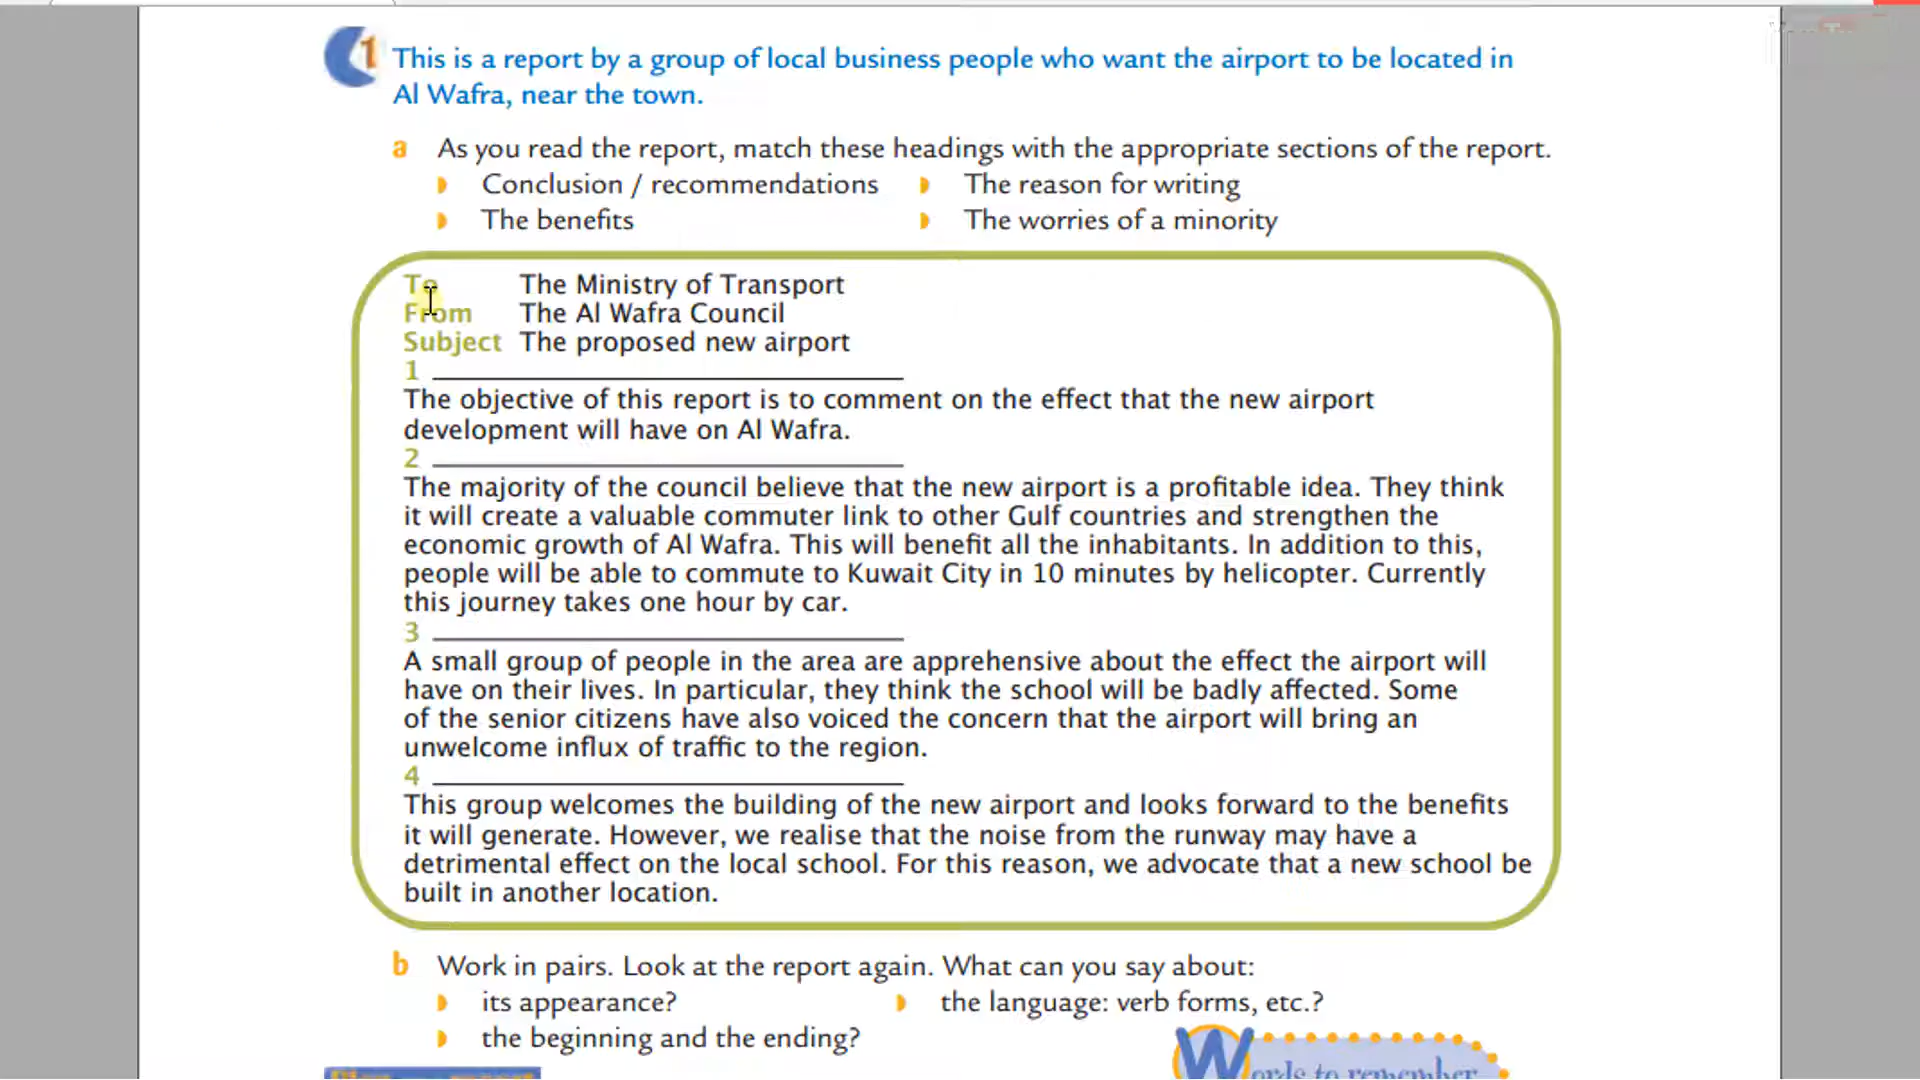 1
This is a report by a group of local business people who want the airport to be located in
Al Wafra, near the town.
a As you read the report, match these headings with the appropriate sections of the report.
Conclusion / recommendations The reason for writing
The benefits The worries of a minority
To The Ministry of Transport
From The Al Wafra Council
Subject The proposed new airport
1
The objective of this report is to comment on the effect that the new airport
development will have on Al Wafra.
2
The majority of the council believe that the new airport is a profitable idea. They think
it will create a valuable commuter link to other Gulf countries and strengthen the
economic growth of Al Wafra. This will benefit all the inhabitants. In addition to this,
people will be able to commute to Kuwait City in 10 minutes by helicopter. Currently
this journey takes one hour by car.
3
A small group of people in the area are apprehensive about the effect the airport will
have on their lives. In particular, they think the school will be badly affected. Some
of the senior citizens have also voiced the concern that the airport will bring an
unwelcome influx of traffic to the region.
4
This group welcomes the building of the new airport and looks forward to the benefits
it will generate. However, we realise that the noise from the runway may have a
detrimental effect on the local school. For this reason, we advocate that a new school be
built in another location.
b Work in pairs. Look at the report again. What can you say about:
its appearance? the language: verb forms, etc.?
the beginning and the ending?
Words to remember